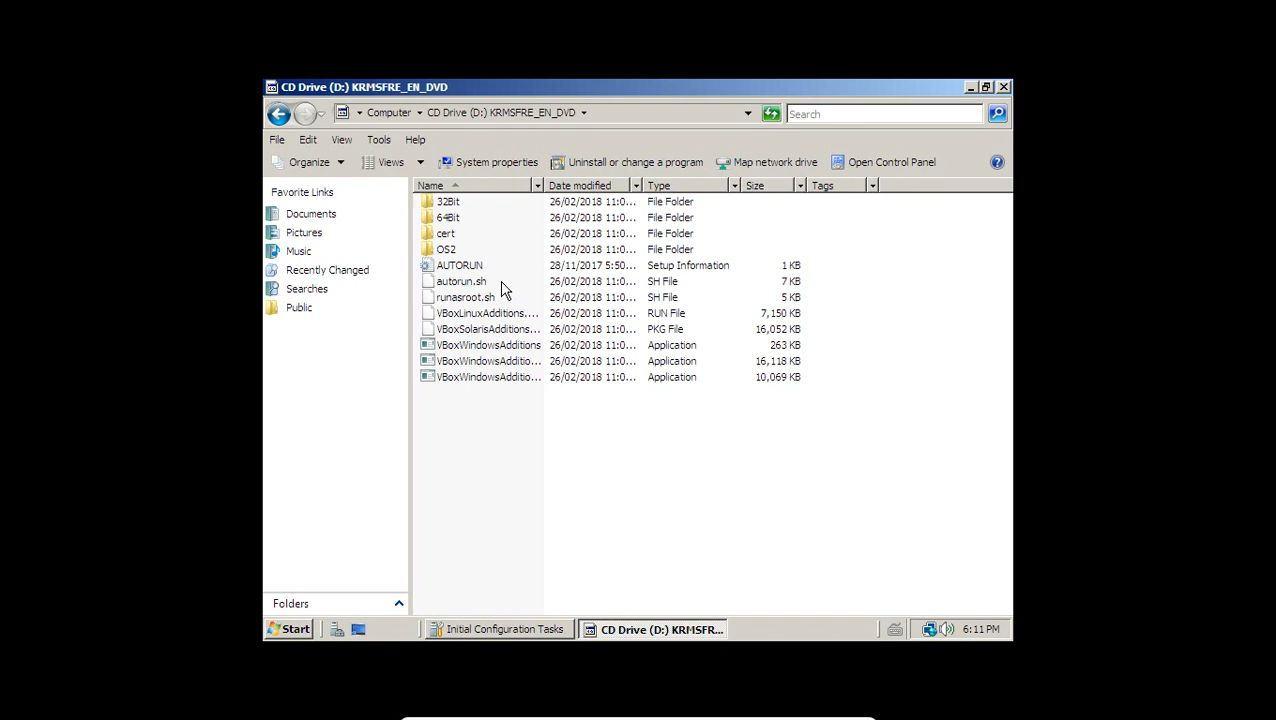 CD Drive (D:) KRMSFRE_EN_DVD
Computer CD Drive (D:) KRMSFRE_EN_DVD Search
File Edit View Tools Help
Organize Views System properties Uninstall or change a program Map network drive Open Control Panel
Favorite Links
Documents
Pictures
Music
Recently Changed
Searches
Public
Folders
Name Date modified Type Size Tags
32Bit 26/02/2018 11:0... File Folder
64Bit 26/02/2018 11:0... File Folder
cert 26/02/2018 11:0... File Folder
OS2 26/02/2018 11:0... File Folder
AUTORUN 28/11/2017 5:50... Setup Information 1 KB
autorun.sh 26/02/2018 11:0... SH File 7 KB
runasroot.sh 26/02/2018 11:0... SH File 5 KB
VBoxLinuxAdditions.... 26/02/2018 11:0... RUN File 7,150 KB
VBoxSolarisAdditions... 26/02/2018 11:0... PKG File 16,052 KB
VBoxWindowsAdditions 26/02/2018 11:0... Application 263 KB
VBoxWindowsAdditio... 26/02/2018 11:0... Application 16,118 KB
VBoxWindowsAdditio... 26/02/2018 11:0... Application 10,069 KB
Start Initial Configuration Tasks CD Drive (D:) KRMSFR... 6:11 PM